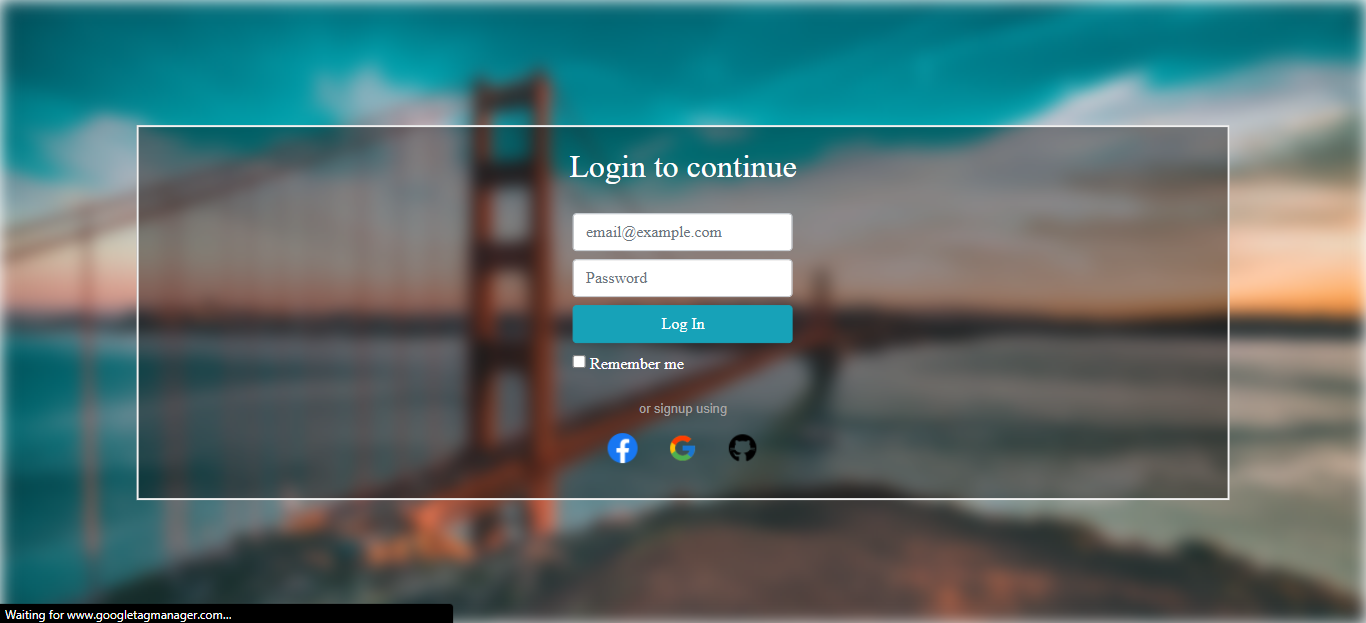 Login to continue
email@example.com
Password
Log In
Remember me
or signup using
Waiting for www.googletagmanager.com...